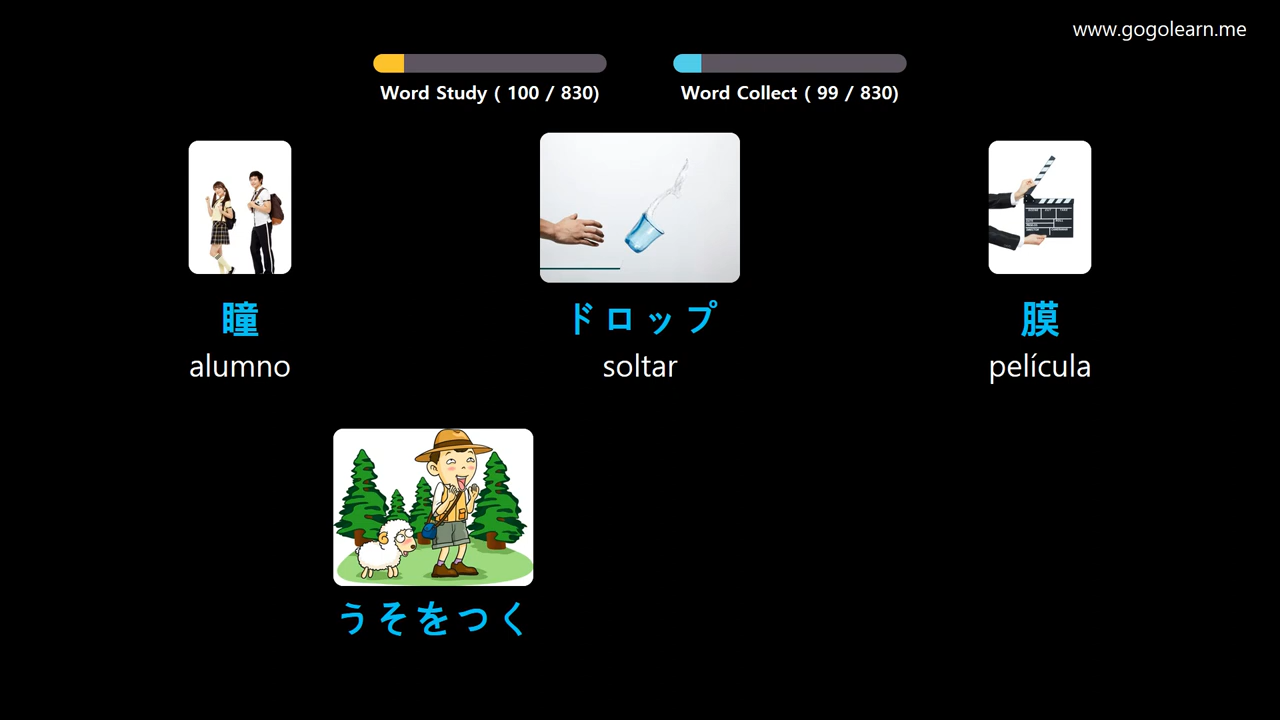 www.gogolearn.me
Word Study ( 100 / 830)
Word Collect ( 99 / 830)
瞳
alumno
ドロップ
soltar
膜
película
うそをつく